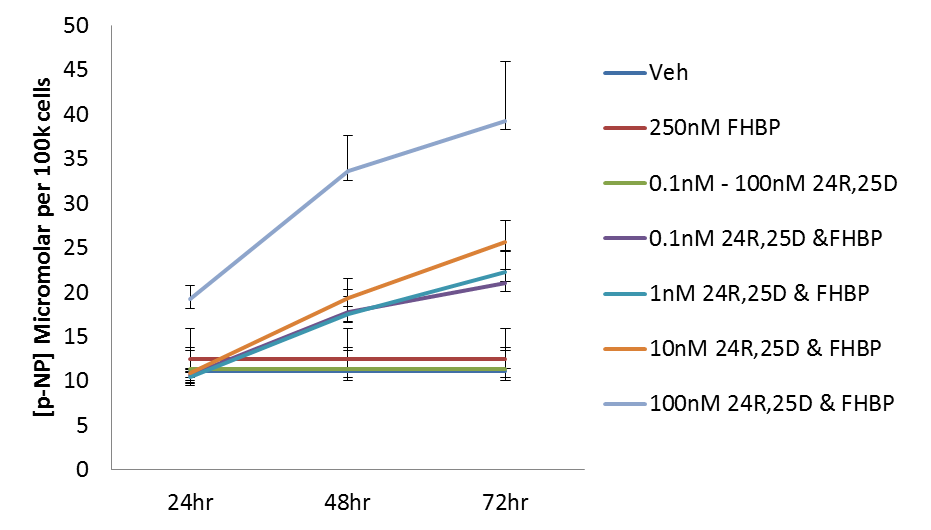 50
45
40
35
30
25
20
15
10
5
0
[p-NP] Micromolar per 100k cells
24hr 48hr 72hr
Veh
250nM FHBP
0.1nM - 100nM 24R,25D
0.1nM 24R,25D &FHBP
1nM 24R,25D & FHBP
10nM 24R,25D & FHBP
100nM 24R,25D & FHBP